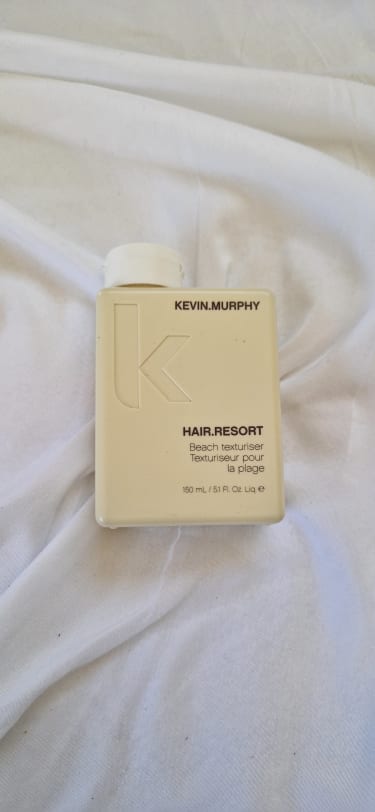 KEVIN.MURPHY
HAIR.RESORT
Beach texturiser
Texturiseur pour
la plage
150 mL / 5.1 Fl. Oz. Liq. ℮